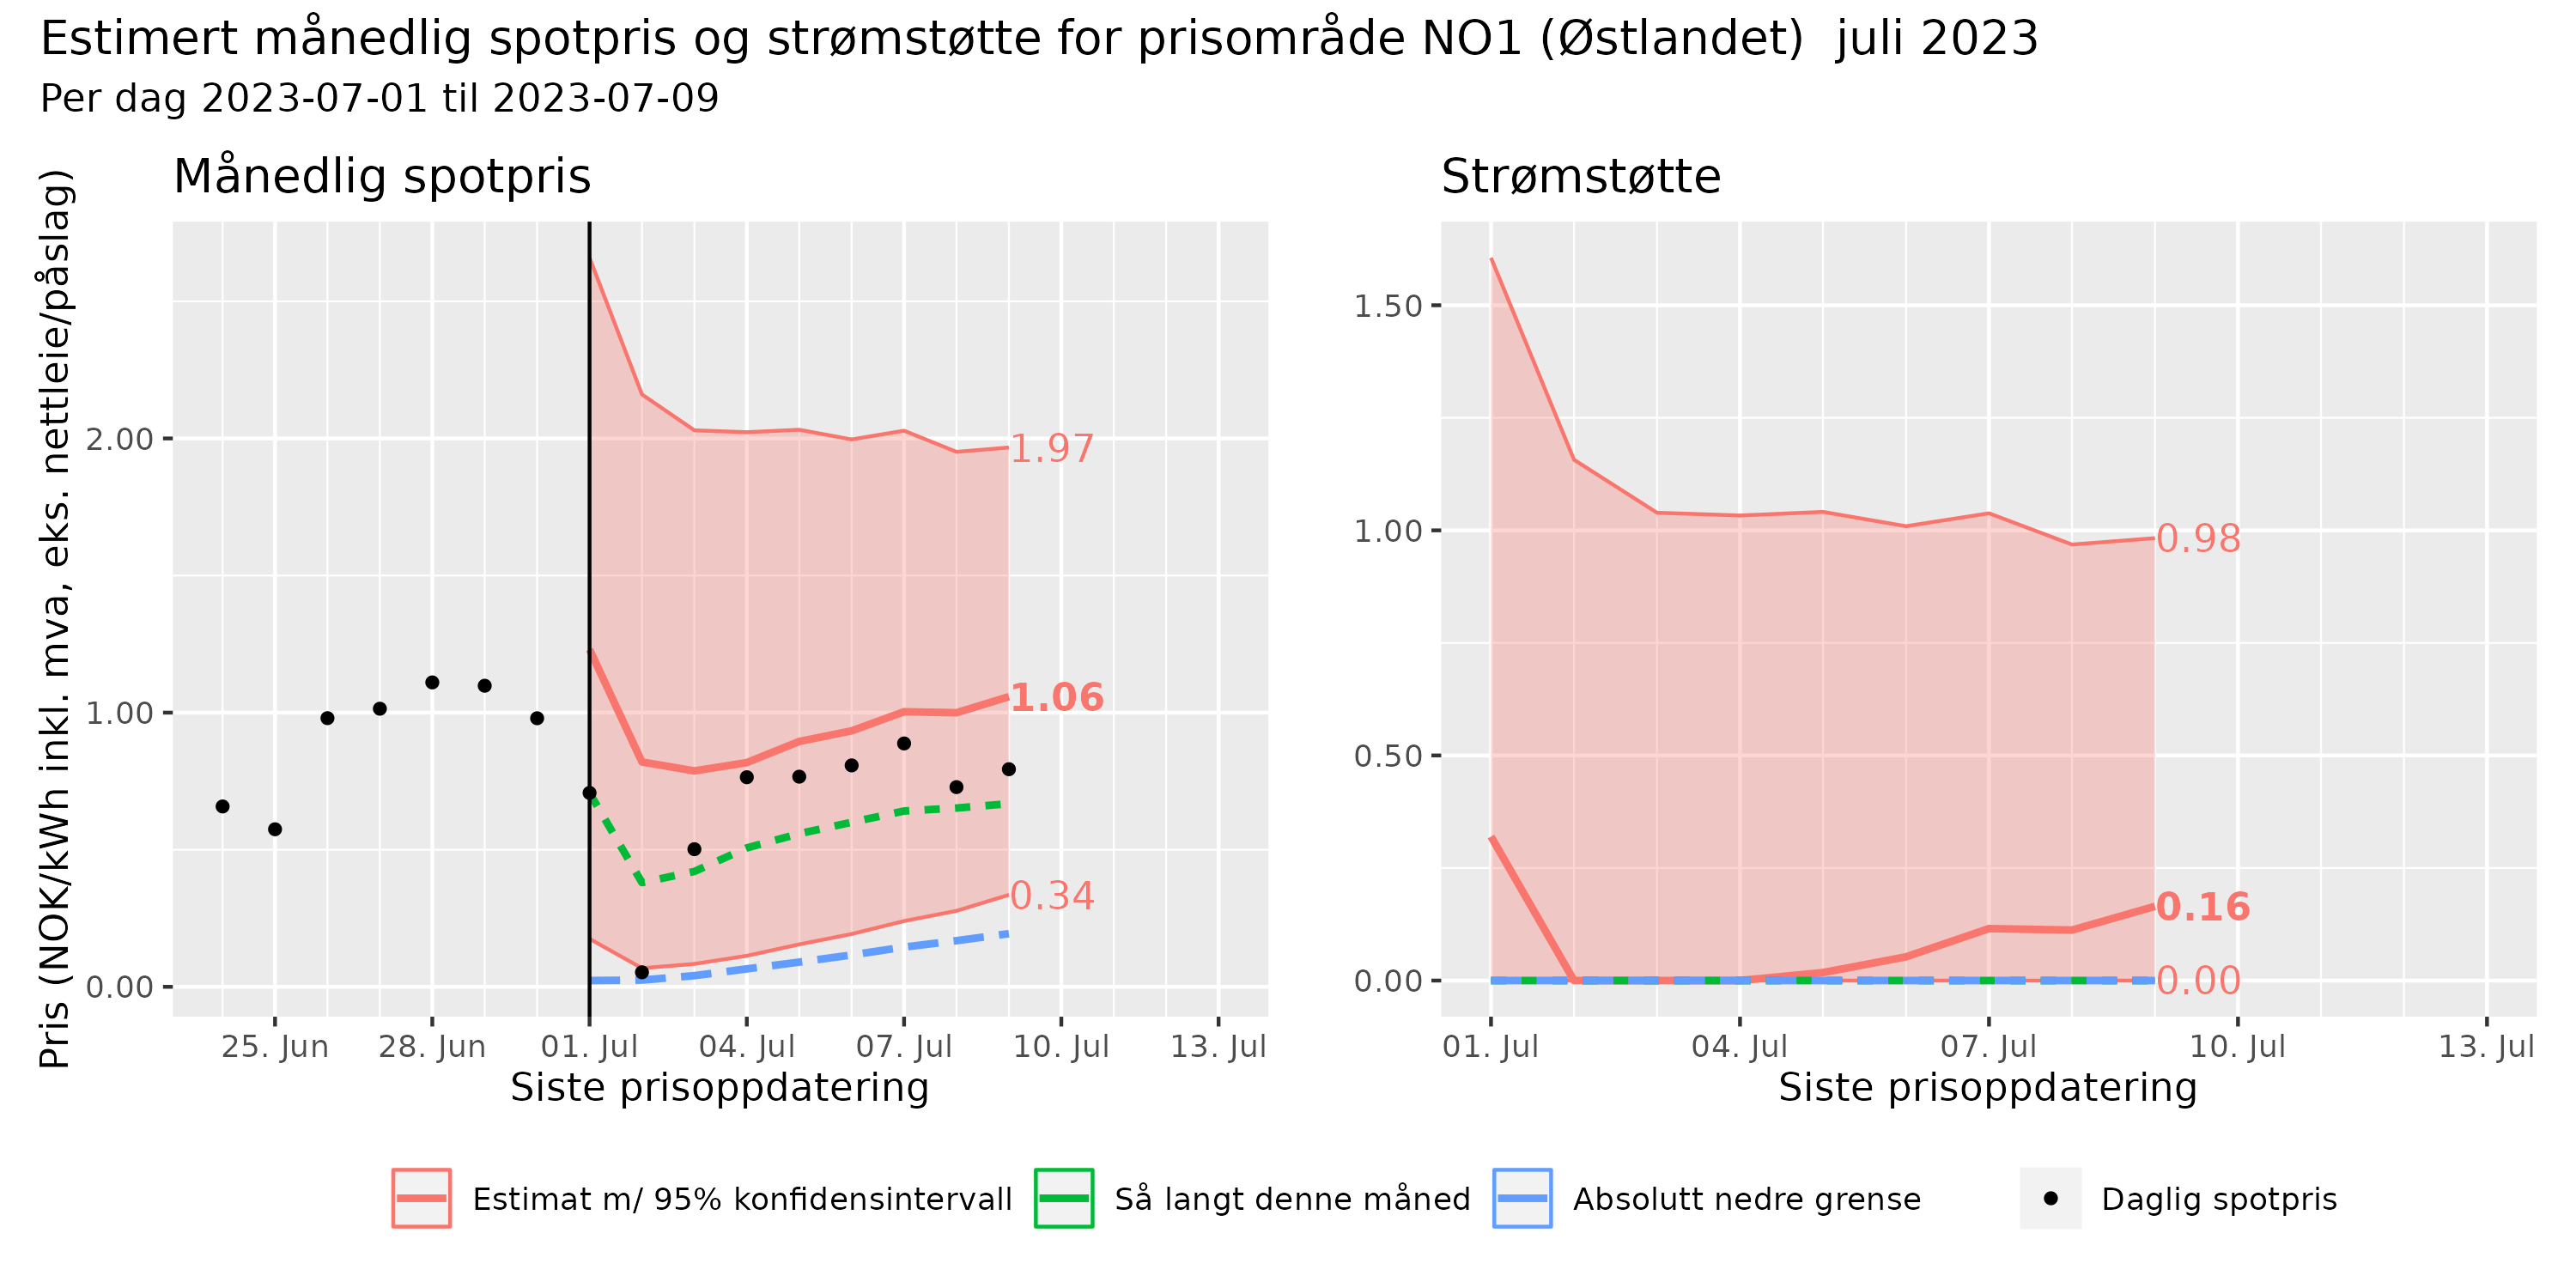 Estimert månedlig spotpris og strømstøtte for prisområde NO1 (Østlandet)  juli 2023
Per dag 2023-07-01 til 2023-07-09
Månedlig spotpris
Pris (NOK/kWh inkl. mva, eks. nettleie/påslag)
2.00
1.00
0.00
1.97
1.06
0.34
25. Jun
28. Jun
01. Jul
04. Jul
07. Jul
10. Jul
13. Jul
Siste prisoppdatering
Strømstøtte
1.50
1.00
0.50
0.00
0.98
0.16
0.00
01. Jul
04. Jul
07. Jul
10. Jul
13. Jul
Siste prisoppdatering
Estimat m/ 95% konfidensintervall
Så langt denne måned
Absolutt nedre grense
Daglig spotpris